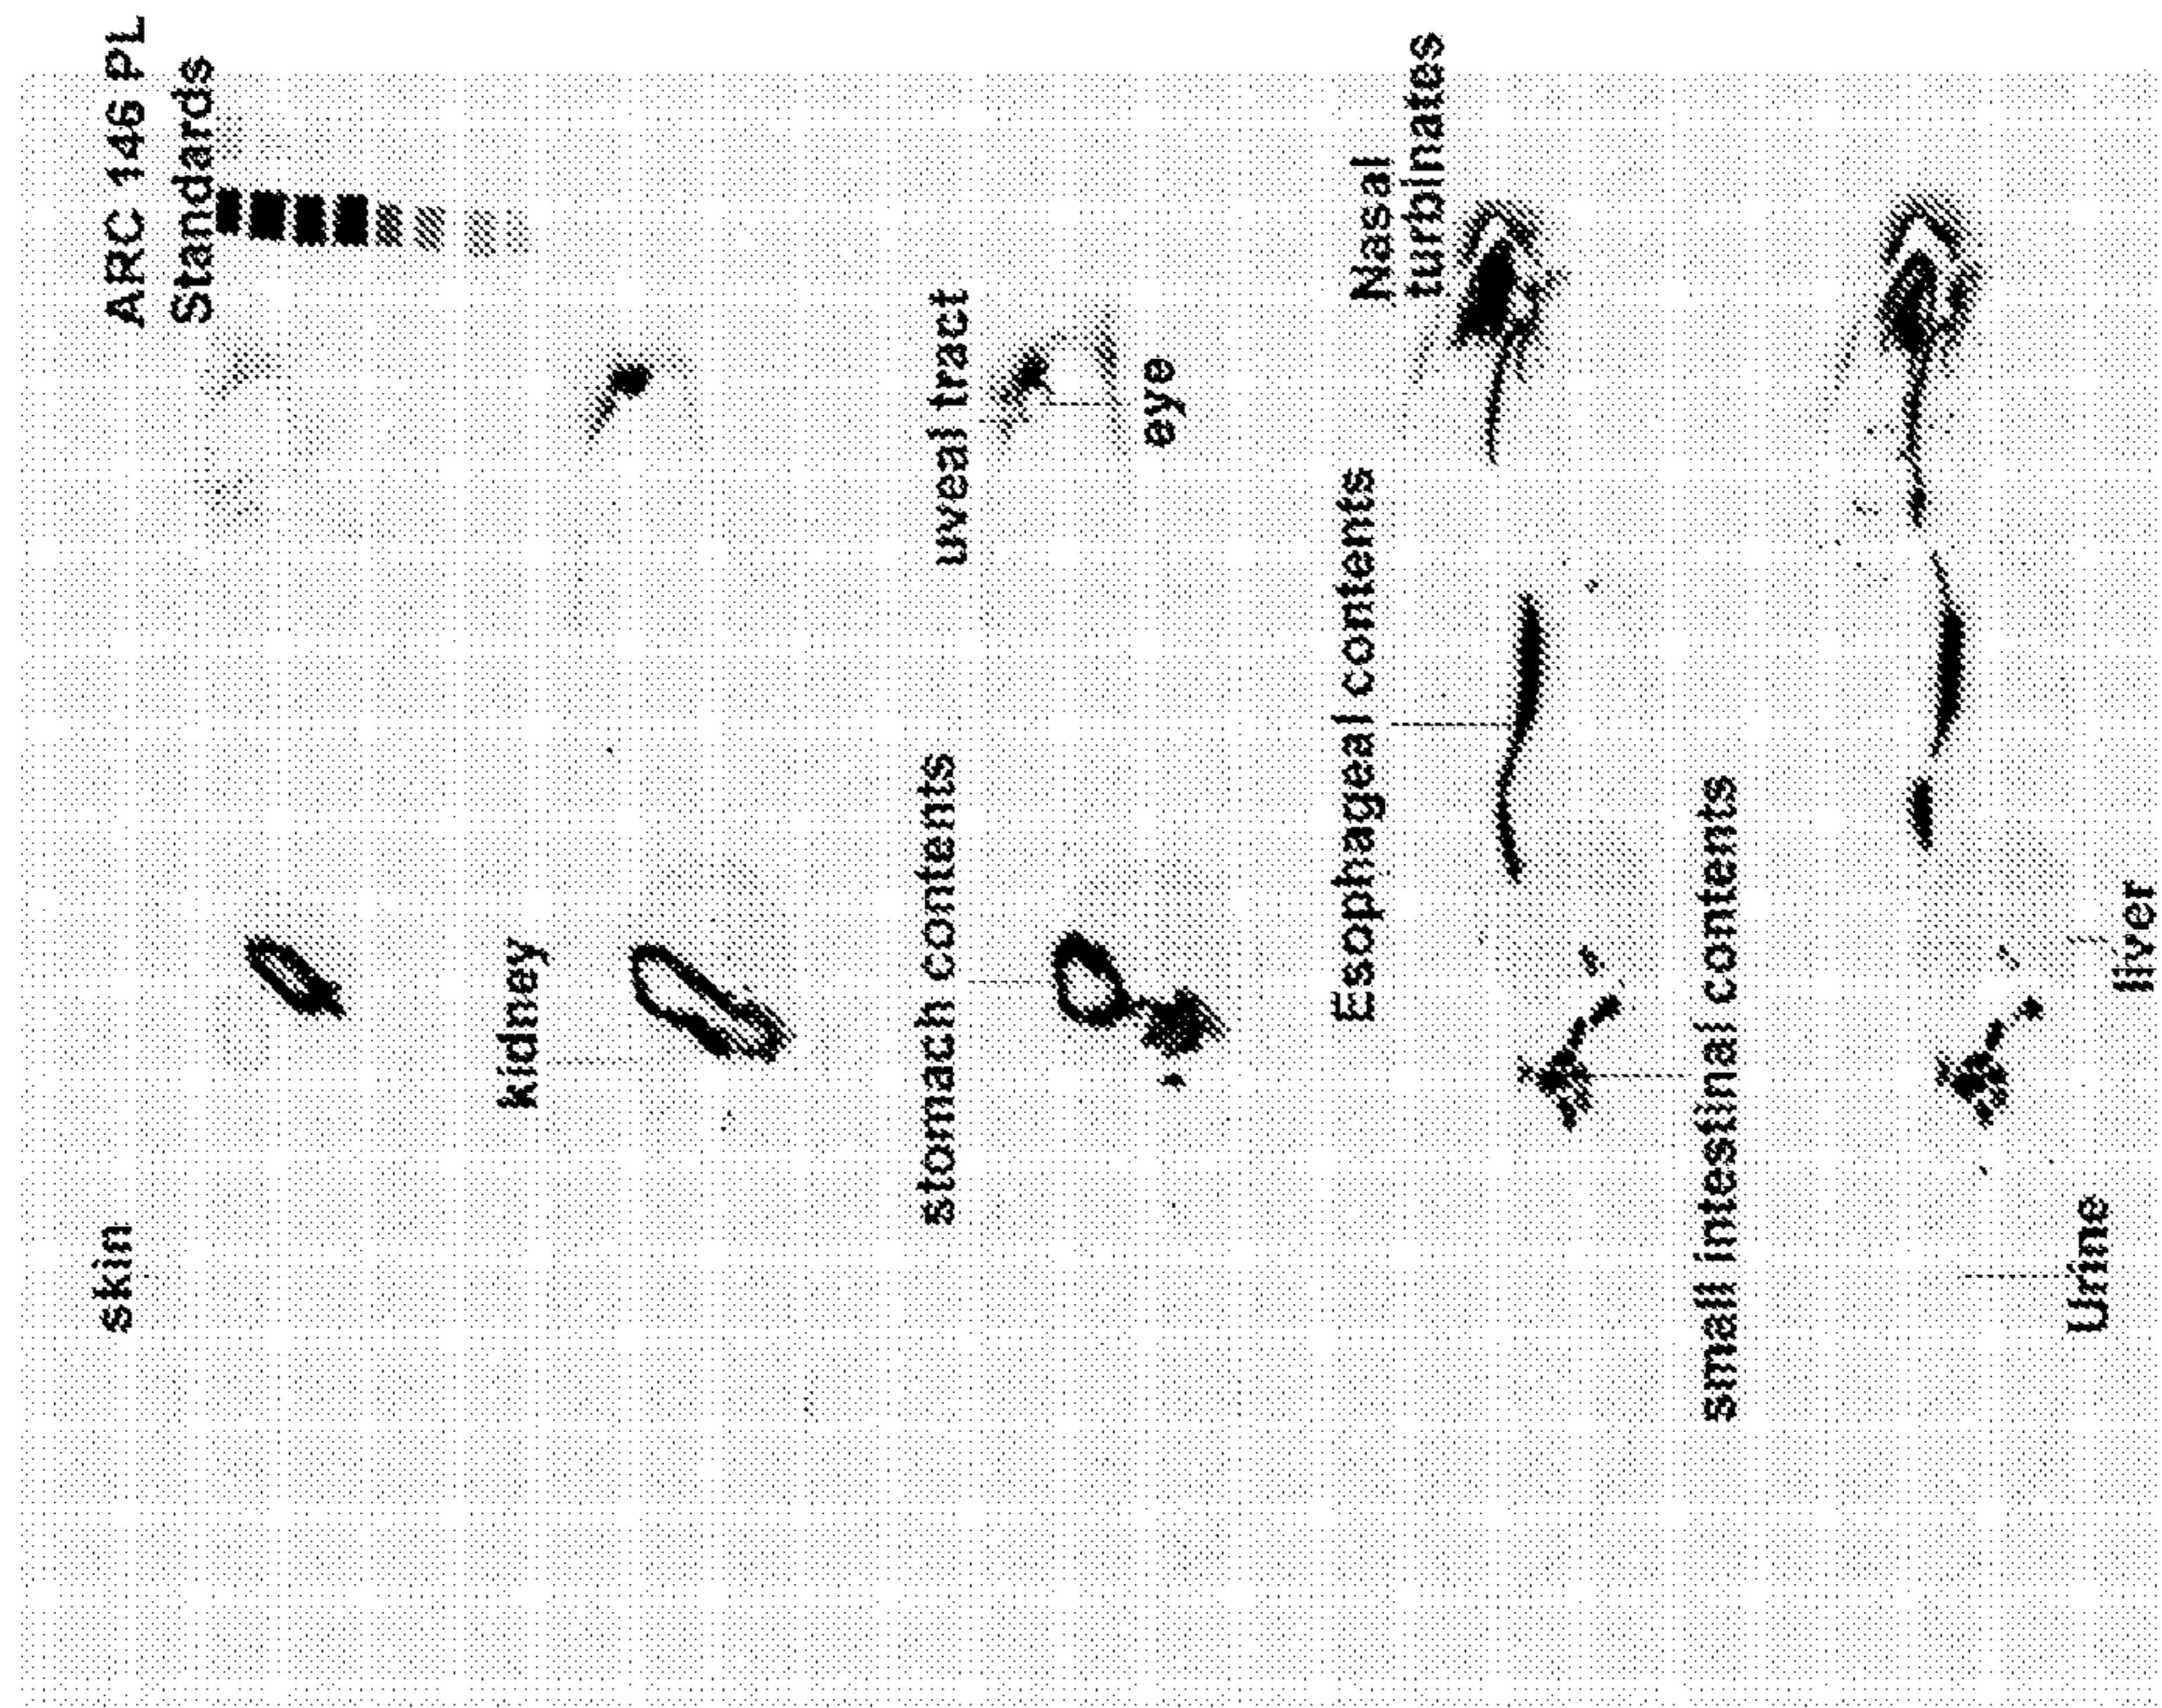 ARC 146 PL
Standards
skin
kidney
uveal tract
eye
stomach contents
Nasal
turbinates
Esophageal contents
small intestinal contents
liver
Urine